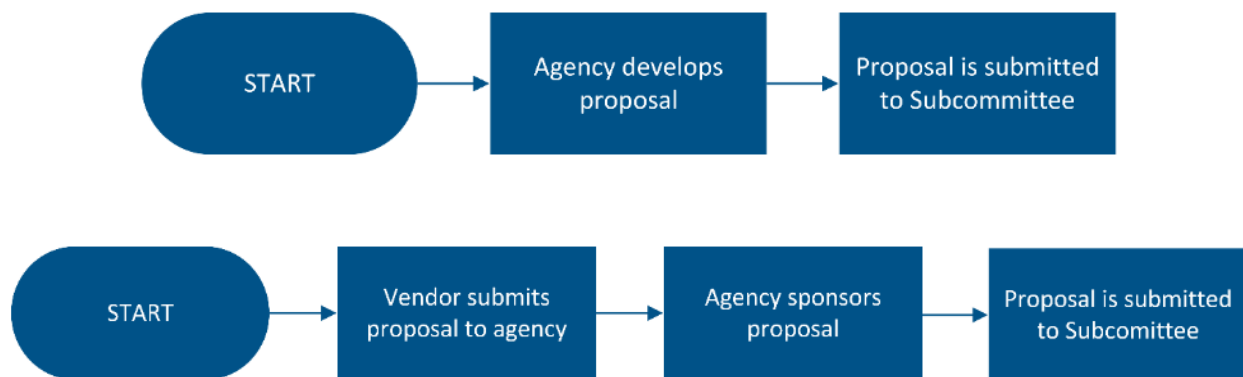 START
Agency develops
proposal
Proposal is submitted
to Subcommittee
START
Vendor submits
proposal to agency
Agency sponsors
proposal
Proposal is submitted
to Subcomittee